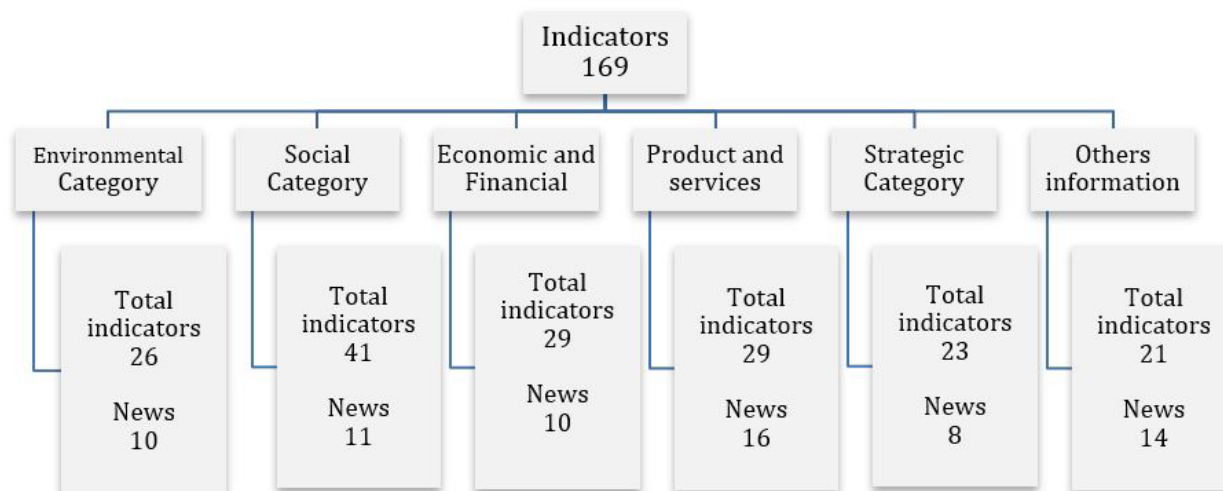 Indicators
169
Environmental
Category
Social
Category
Economic and
Financial
Product and
services
Strategic
Category
Others
information
Total
indicators
26
News
10
Total
indicators
41
News
11
Total
indicators
29
News
10
Total
indicators
29
News
16
Total
indicators
23
News
8
Total
indicators
21
News
14